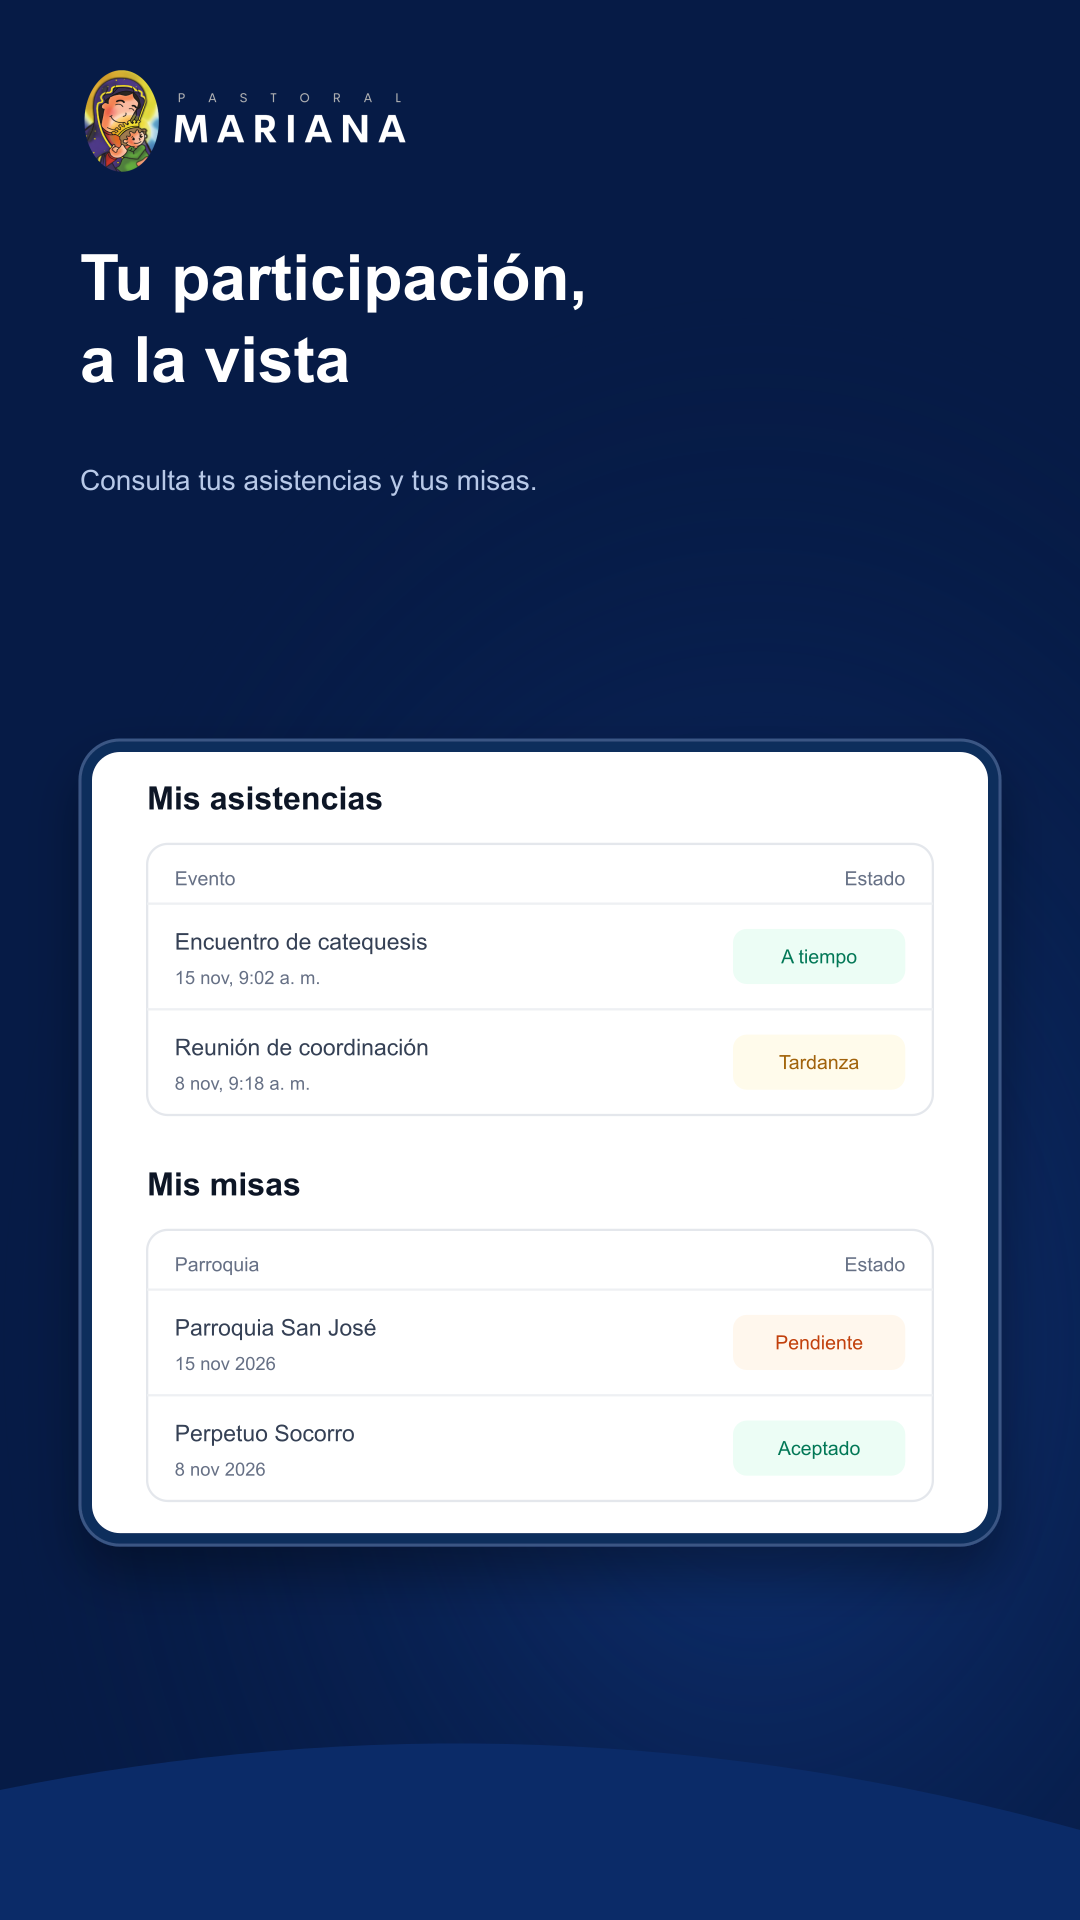 PASTORAL
MARIANA
Tu participación,
a la vista
Consulta tus asistencias y tus misas.
Mis asistencias
Evento Estado
Encuentro de catequesis
15 nov, 9:02 a. m.
A tiempo
Reunión de coordinación
8 nov, 9:18 a. m.
Tardanza
Mis misas
Parroquia Estado
Parroquia San José
15 nov 2026
Pendiente
Perpetuo Socorro
8 nov 2026
Aceptado